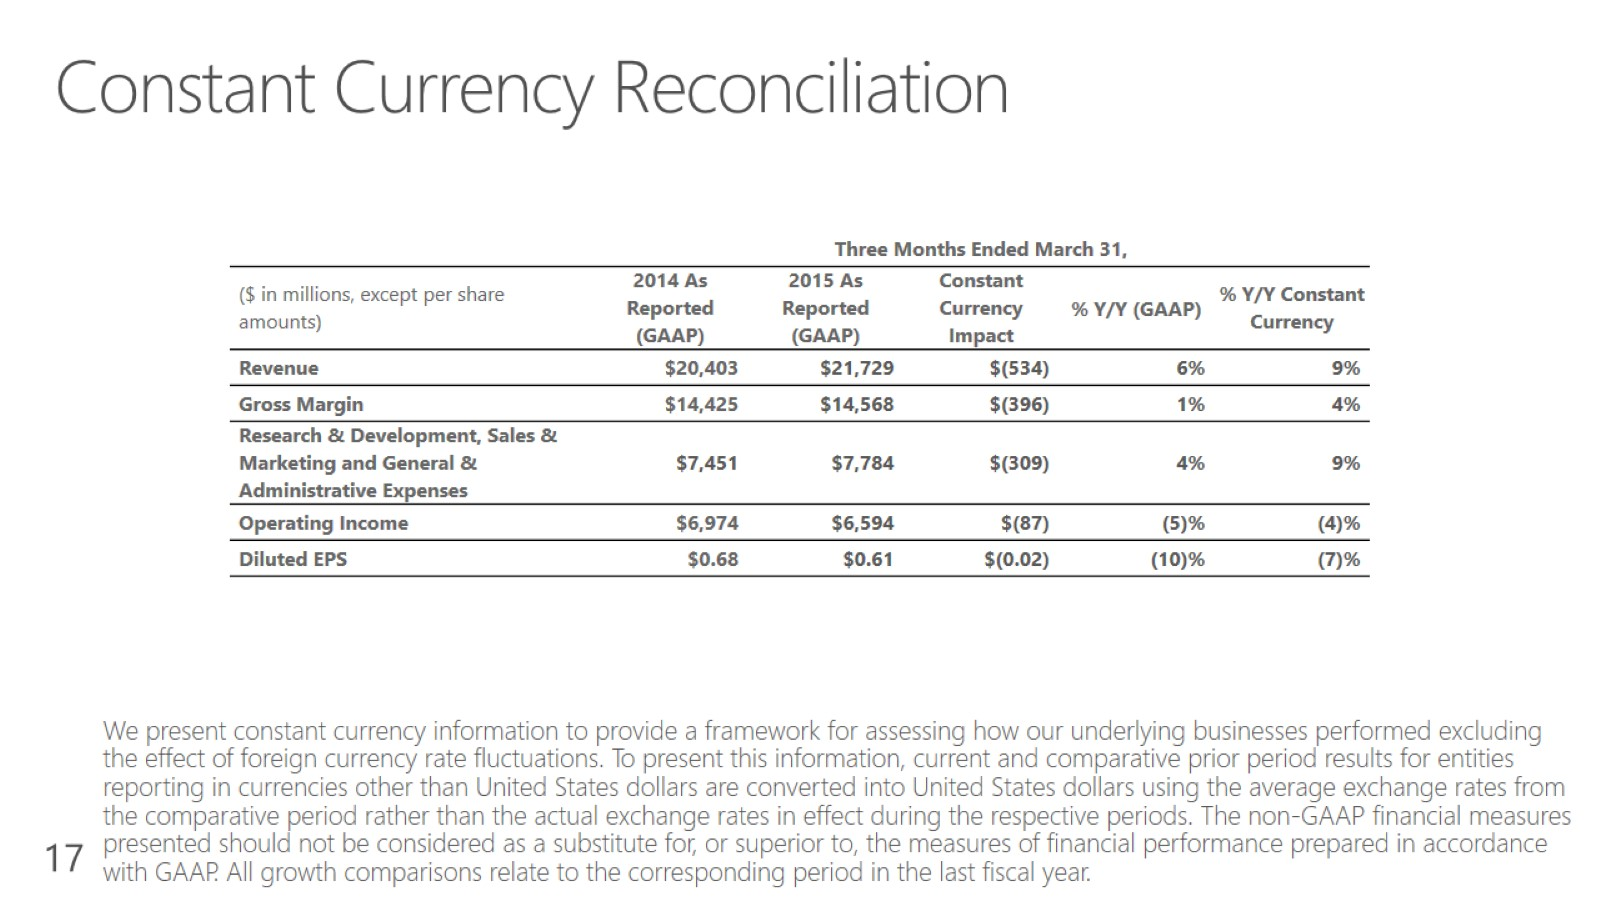 Constant Currency Reconciliation
Three Months Ended March 31,
($ in millions, except per share amounts) 2014 As Reported (GAAP) 2015 As Reported (GAAP) Constant Currency Impact % Y/Y (GAAP) % Y/Y Constant Currency
Revenue $20,403 $21,729 $(534) 6% 9%
Gross Margin $14,425 $14,568 $(396) 1% 4%
Research & Development, Sales & Marketing and General & Administrative Expenses $7,451 $7,784 $(309) 4% 9%
Operating Income $6,974 $6,594 $(87) (5)% (4)%
Diluted EPS $0.68 $0.61 $(0.02) (10)% (7)%
We present constant currency information to provide a framework for assessing how our underlying businesses performed excluding
the effect of foreign currency rate fluctuations. To present this information, current and comparative prior period results for entities
reporting in currencies other than United States dollars are converted into United States dollars using the average exchange rates from
the comparative period rather than the actual exchange rates in effect during the respective periods. The non-GAAP financial measures
presented should not be considered as a substitute for, or superior to, the measures of financial performance prepared in accordance
with GAAP. All growth comparisons relate to the corresponding period in the last fiscal year.
17